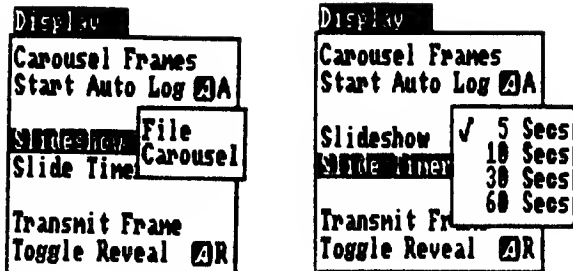 Display
Carousel Frames
Start Auto Log A A
Slideshow
File
Carousel
Slide Timer
Transmit Frame
Toggle Reveal A R
Display
Carousel Frames
Start Auto Log A A
Slideshow
Slide Timer
√ 5 Secs
10 Secs
30 Secs
60 Secs
Transmit Fr
Toggle Reveal A R